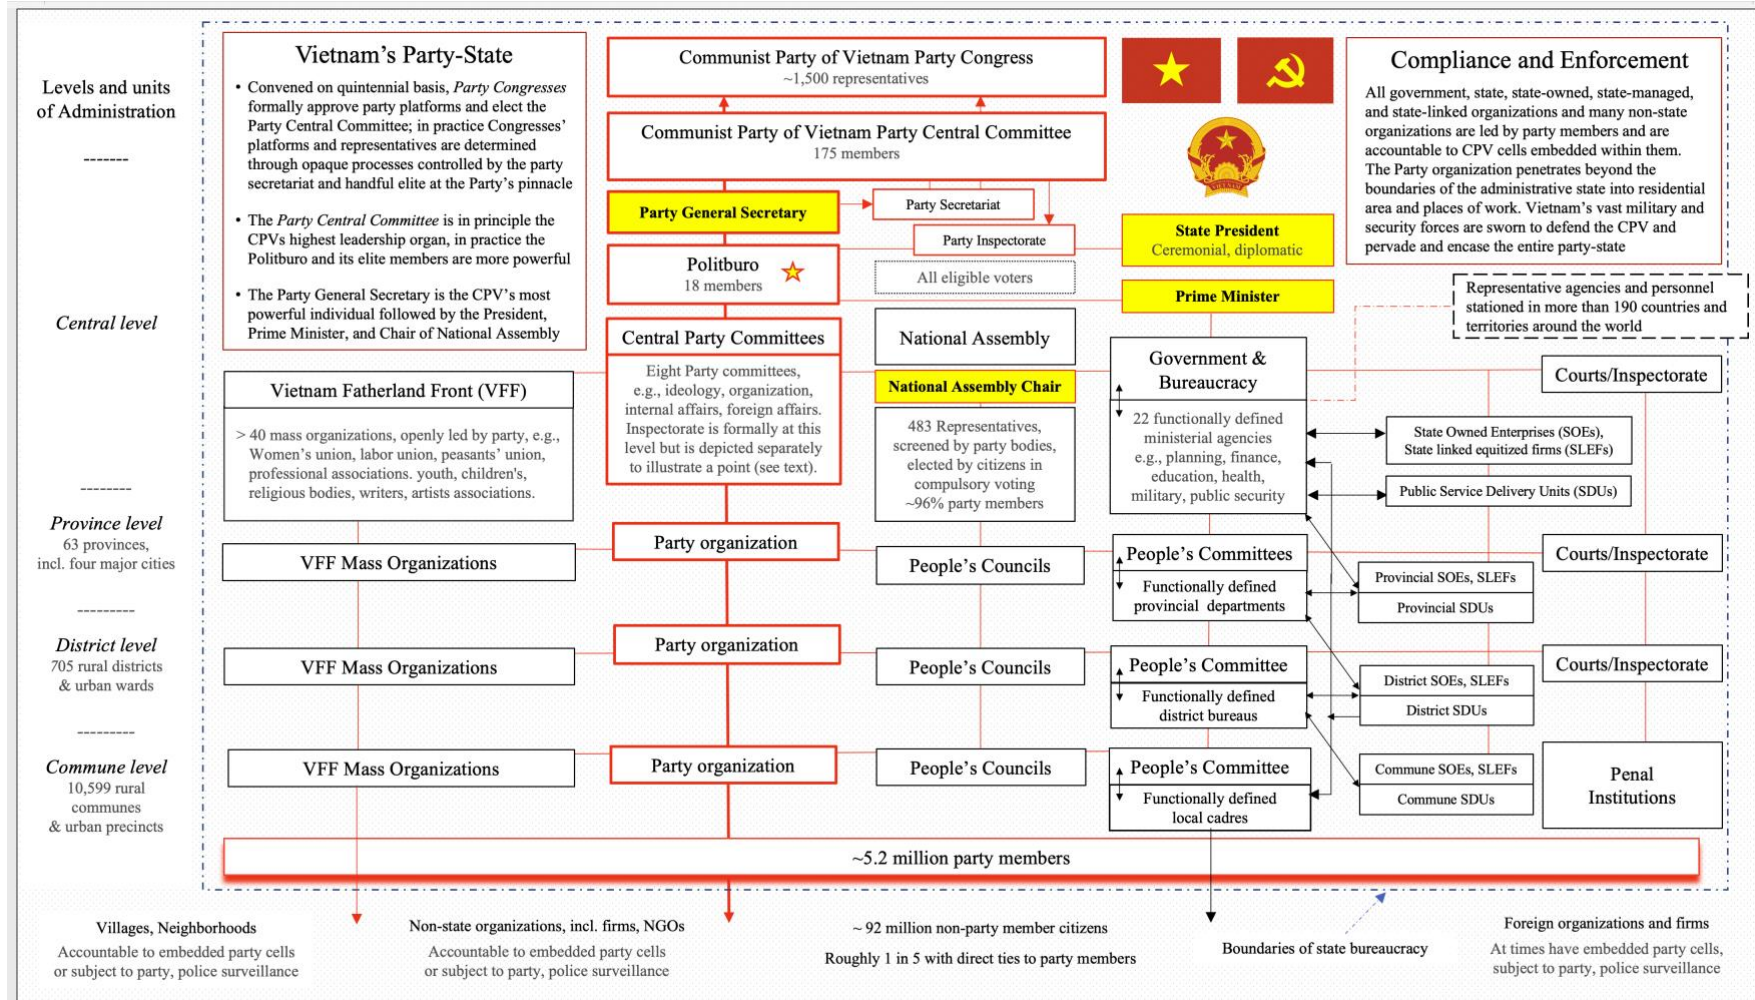 Levels and units
of Administration
-------
Central level
--------
Province level
63 provinces,
incl. four major cities
---------
District level
705 rural districts
& urban wards
---------
Commune level
10,599 rural
communes
& urban precincts
Vietnam's Party-State
• Convened on quintennial basis, Party Congresses
formally approve party platforms and elect the
Party Central Committee; in practice Congresses'
platforms and representatives are determined
through opaque processes controlled by the party
secretariat and handful elite at the Party's pinnacle
• The Party Central Committee is in principle the
CPVs highest leadership organ, in practice the
Politburo and its elite members are more powerful
• The Party General Secretary is the CPV's most
powerful individual followed by the President,
Prime Minister, and Chair of National Assembly
Communist Party of Vietnam Party Congress
~1,500 representatives
Communist Party of Vietnam Party Central Committee
175 members
Party General Secretary
Party Secretariat
Party Inspectorate
Politburo
18 members
All eligible voters
State President
Ceremonial, diplomatic
Prime Minister
Compliance and Enforcement
All government, state, state-owned, state-managed,
and state-linked organizations and many non-state
organizations are led by party members and are
accountable to CPV cells embedded within them.
The Party organization penetrates beyond the
boundaries of the administrative state into residential
area and places of work. Vietnam's vast military and
security forces are sworn to defend the CPV and
pervade and encase the entire party-state
Representative agencies and personnel
stationed in more than 190 countries and
territories around the world
Vietnam Fatherland Front (VFF)
> 40 mass organizations, openly led by party, e.g.,
Women's union, labor union, peasants' union,
professional associations. youth, children's,
religious bodies, writers, artists associations.
Central Party Committees
Eight Party committees,
e.g., ideology, organization,
internal affairs, foreign affairs.
Inspectorate is formally at this
level but is depicted separately
to illustrate a point (see text).
National Assembly
National Assembly Chair
483 Representatives,
screened by party bodies,
elected by citizens in
compulsory voting
~96% party members
Government &
Bureaucracy
22 functionally defined
ministerial agencies
e.g., planning, finance,
education, health,
military, public security
Courts/Inspectorate
State Owned Enterprises (SOEs),
State linked equitized firms (SLEFs)
Public Service Delivery Units (SDUs)
VFF Mass Organizations
Party organization
People's Councils
People's Committees
Functionally defined
provincial departments
Provincial SOEs, SLEFs
Provincial SDUs
Courts/Inspectorate
VFF Mass Organizations
Party organization
People's Councils
People's Committee
Functionally defined
district bureaus
District SOEs, SLEFs
District SDUs
Courts/Inspectorate
VFF Mass Organizations
Party organization
People's Councils
People's Committee
Functionally defined
local cadres
Commune SOEs, SLEFs
Commune SDUs
Penal
Institutions
~5.2 million party members
Villages, Neighborhoods
Accountable to embedded party cells
or subject to party, police surveillance
Non-state organizations, incl. firms, NGOs
Accountable to embedded party cells
or subject to party, police surveillance
~ 92 million non-party member citizens
Roughly 1 in 5 with direct ties to party members
Boundaries of state bureaucracy
Foreign organizations and firms
At times have embedded party cells,
subject to party, police surveillance